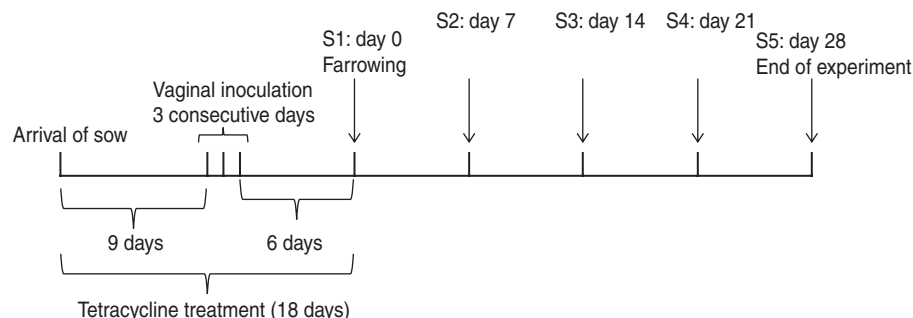 S1: day 0
Farrowing
S2: day 7
S3: day 14
S4: day 21
S5: day 28
End of experiment
Vaginal inoculation
3 consecutive days
Arrival of sow
9 days
6 days
Tetracycline treatment (18 days)